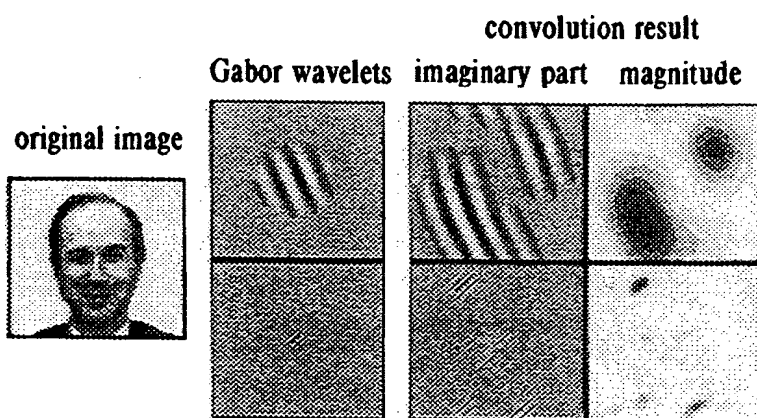 convolution result
Gabor wavelets imaginary part magnitude
original image